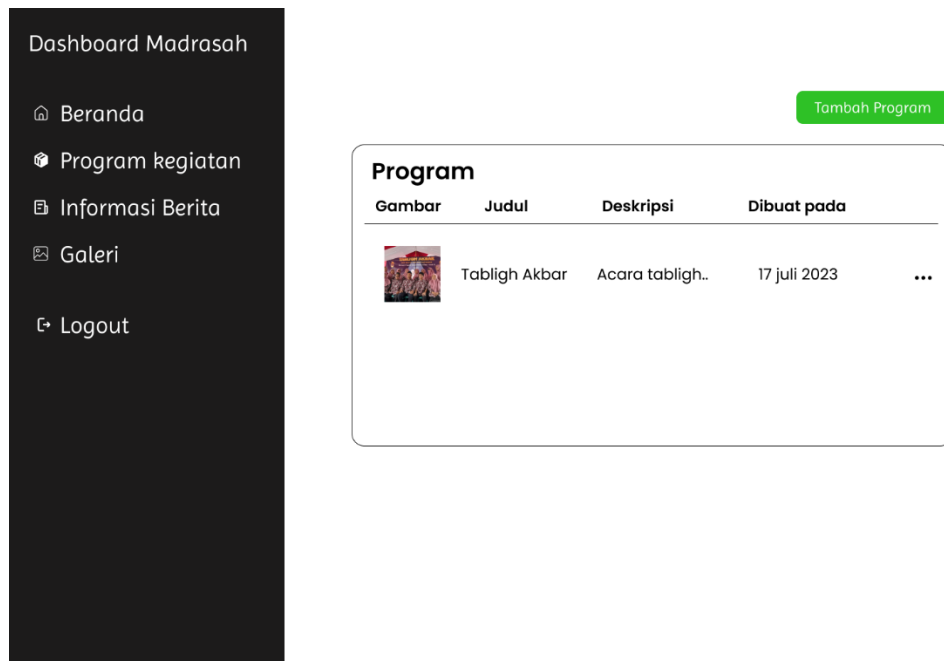 Dashboard Madrasah
Beranda
Program kegiatan
Informasi Berita
Galeri
Logout
Tambah Program
Program
Gambar Judul Deskripsi Dibuat pada
Tabligh Akbar Acara tabligh.. 17 juli 2023 ...